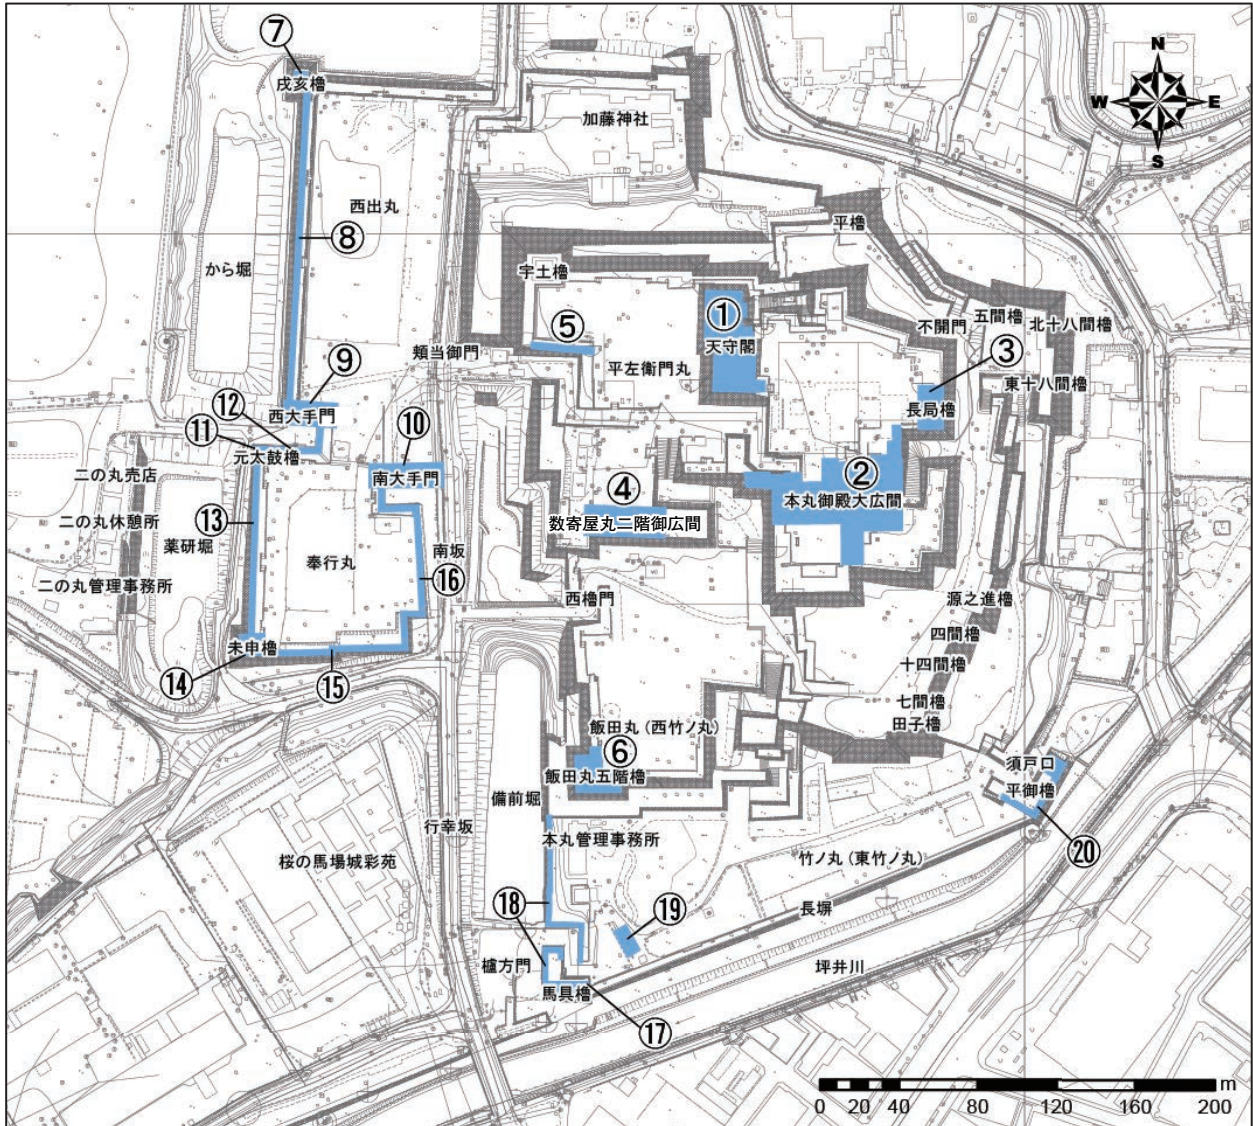 ⑦
戌亥櫓
N
W
E
S
加藤神社
西出丸
⑧
平櫓
から堀
宇土櫓
①
天守閣
五間櫓
北十八間櫓
不開門
⑤
頬当御門
平左衛門丸
③
東十八間櫓
⑨
長局櫓
西大手門
⑫
⑪
⑩
元太鼓櫓
南大手門
二の丸売店
②
本丸御殿大広間
④
数寄屋丸二階御広間
⑬
二の丸休憩所
薬研堀
南坂
奉行丸
⑯
二の丸管理事務所
西櫓門
源之進櫓
四間櫓
未申櫓
十四間櫓
⑭
⑮
七間櫓
田子櫓
飯田丸(西竹ノ丸)
⑥
飯田丸五階櫓
須戸口
平御櫓
備前堀
行幸坂
本丸管理事務所
⑳
桜の馬場城彩苑
竹ノ丸(東竹ノ丸)
長塀
⑱
⑲
櫨方門
坪井川
馬具櫓
⑰
m
0 20 40 80 120 160 200